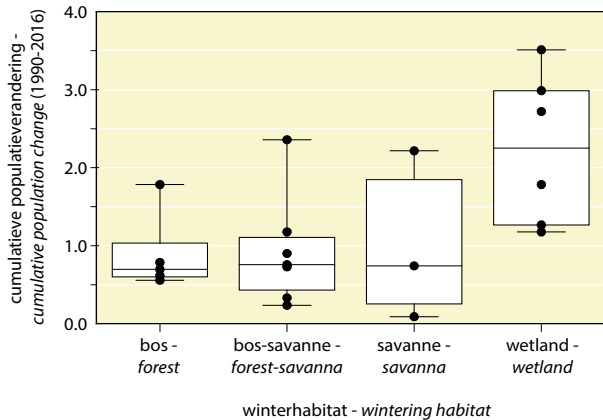 cumulatieve populatieverandering -
cumulative population change (1990-2016)
4.0
3.0
2.0
1.0
0.0
bos -
forest
bos-savanne -
forest-savanna
savanne -
savanna
wetland -
wetland
winterhabitat - wintering habitat